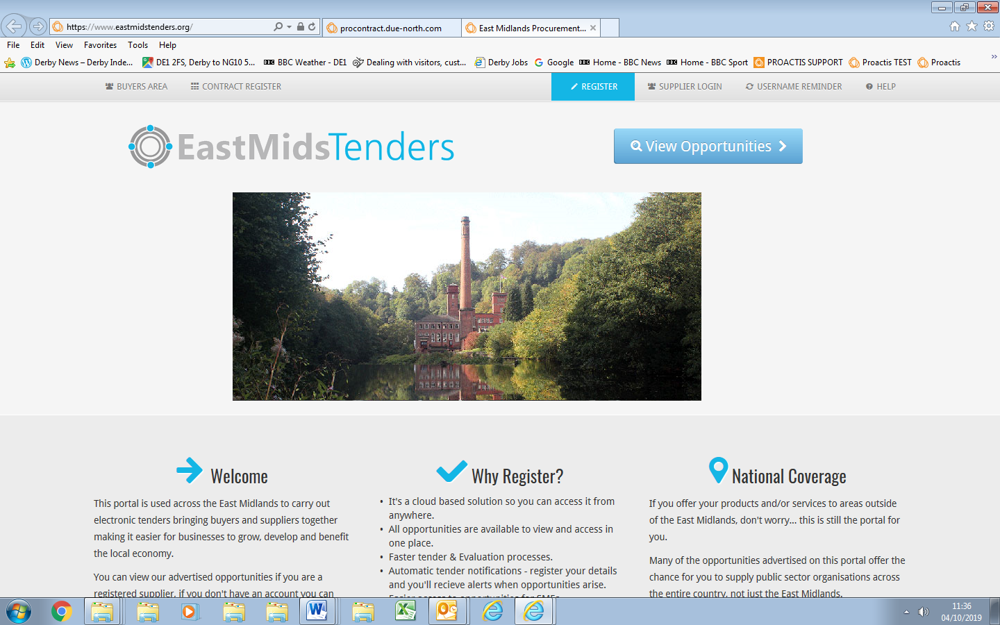 https://www.eastmidstenders.org/
procontract.due-north.com
East Midlands Procurement...
File Edit View Favorites Tools Help
Derby News – Derby Inde...
DE1 2FS, Derby to NG10 5...
BBC Weather - DE1
Dealing with visitors, cust...
Derby Jobs
Google
Home - BBC News
Home - BBC Sport
PROACTIS SUPPORT
Proactis TEST
Proactis
BUYERS AREA
CONTRACT REGISTER
REGISTER
SUPPLIER LOGIN
USERNAME REMINDER
HELP
EastMidsTenders
View Opportunities
Welcome
This portal is used across the East Midlands to carry out
electronic tenders bringing buyers and suppliers together
making it easier for businesses to grow, develop and benefit
the local economy.
You can view our advertised opportunities if you are a
registered supplier, if you don't have an account you can
Why Register?
• It's a cloud based solution so you can access it from
anywhere.
• All opportunities are available to view and access in
one place.
• Faster tender & Evaluation processes.
• Automatic tender notifications - register your details
and you'll recieve alerts when opportunities arise.
• Easier access to opportunities for SMEs
National Coverage
If you offer your products and/or services to areas outside
of the East Midlands, don't worry... this is still the portal for
you.
Many of the opportunities advertised on this portal offer the
chance for you to supply public sector organisations across
the entire country, not just the East Midlands.
11:36
04/10/2019